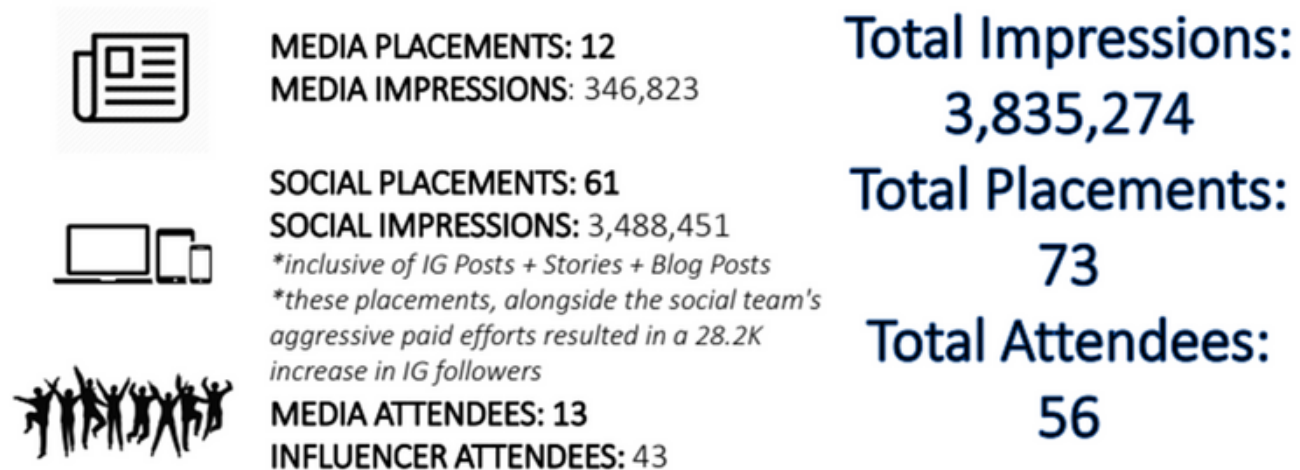 MEDIA PLACEMENTS: 12
MEDIA IMPRESSIONS: 346,823
SOCIAL PLACEMENTS: 61
SOCIAL IMPRESSIONS: 3,488,451
*inclusive of IG Posts + Stories + Blog Posts
*these placements, alongside the social team's
aggressive paid efforts resulted in a 28.2K
increase in IG followers
MEDIA ATTENDEES: 13
INFLUENCER ATTENDEES: 43
Total Impressions:
3,835,274
Total Placements:
73
Total Attendees:
56